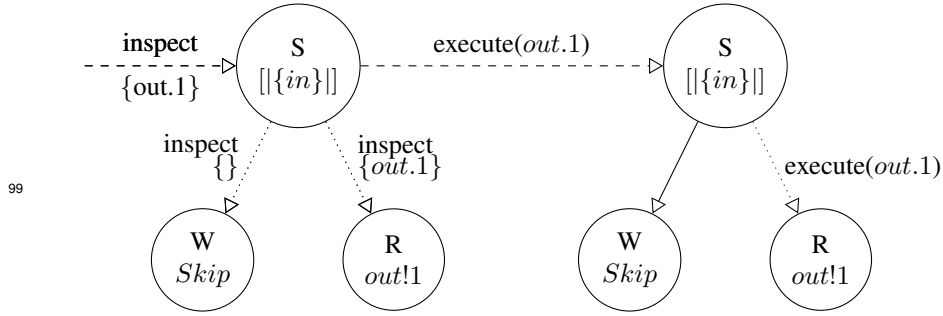 inspect
{out.1}
S
[|{in}|]
execute(out.1)
S
[|{in}|]
inspect
{}
inspect
{out.1}
execute(out.1)
99
W
Skip
R
out!1
W
Skip
R
out!1